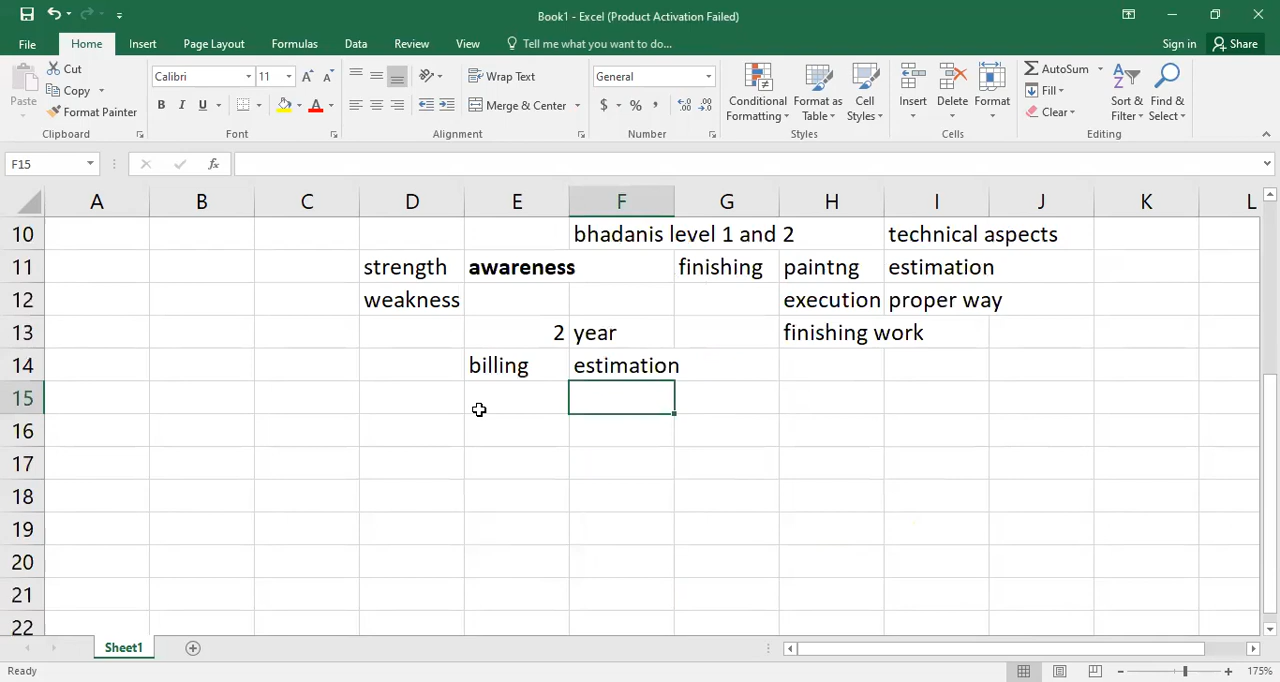 Book1 - Excel (Product Activation Failed)
File Home Insert Page Layout Formulas Data Review View Tell me what you want to do... Sign in Share
Cut Calibri 11 Wrap Text General AutoSum
Copy Fill
Paste Format Painter B I U Merge & Center $ % , Conditional Formatting Format as Table Cell Styles Insert Delete Format Clear Sort & Filter Find & Select
Clipboard Font Alignment Number Styles Cells Editing
F15 fx
A B C D E F G H I J K L
10 bhadanis level 1 and 2 technical aspects
11 strength awareness finishing paintng estimation
12 weakness execution proper way
13 2 year finishing work
14 billing estimation
15
16
17
18
19
20
21
22
Sheet1
Ready 175%